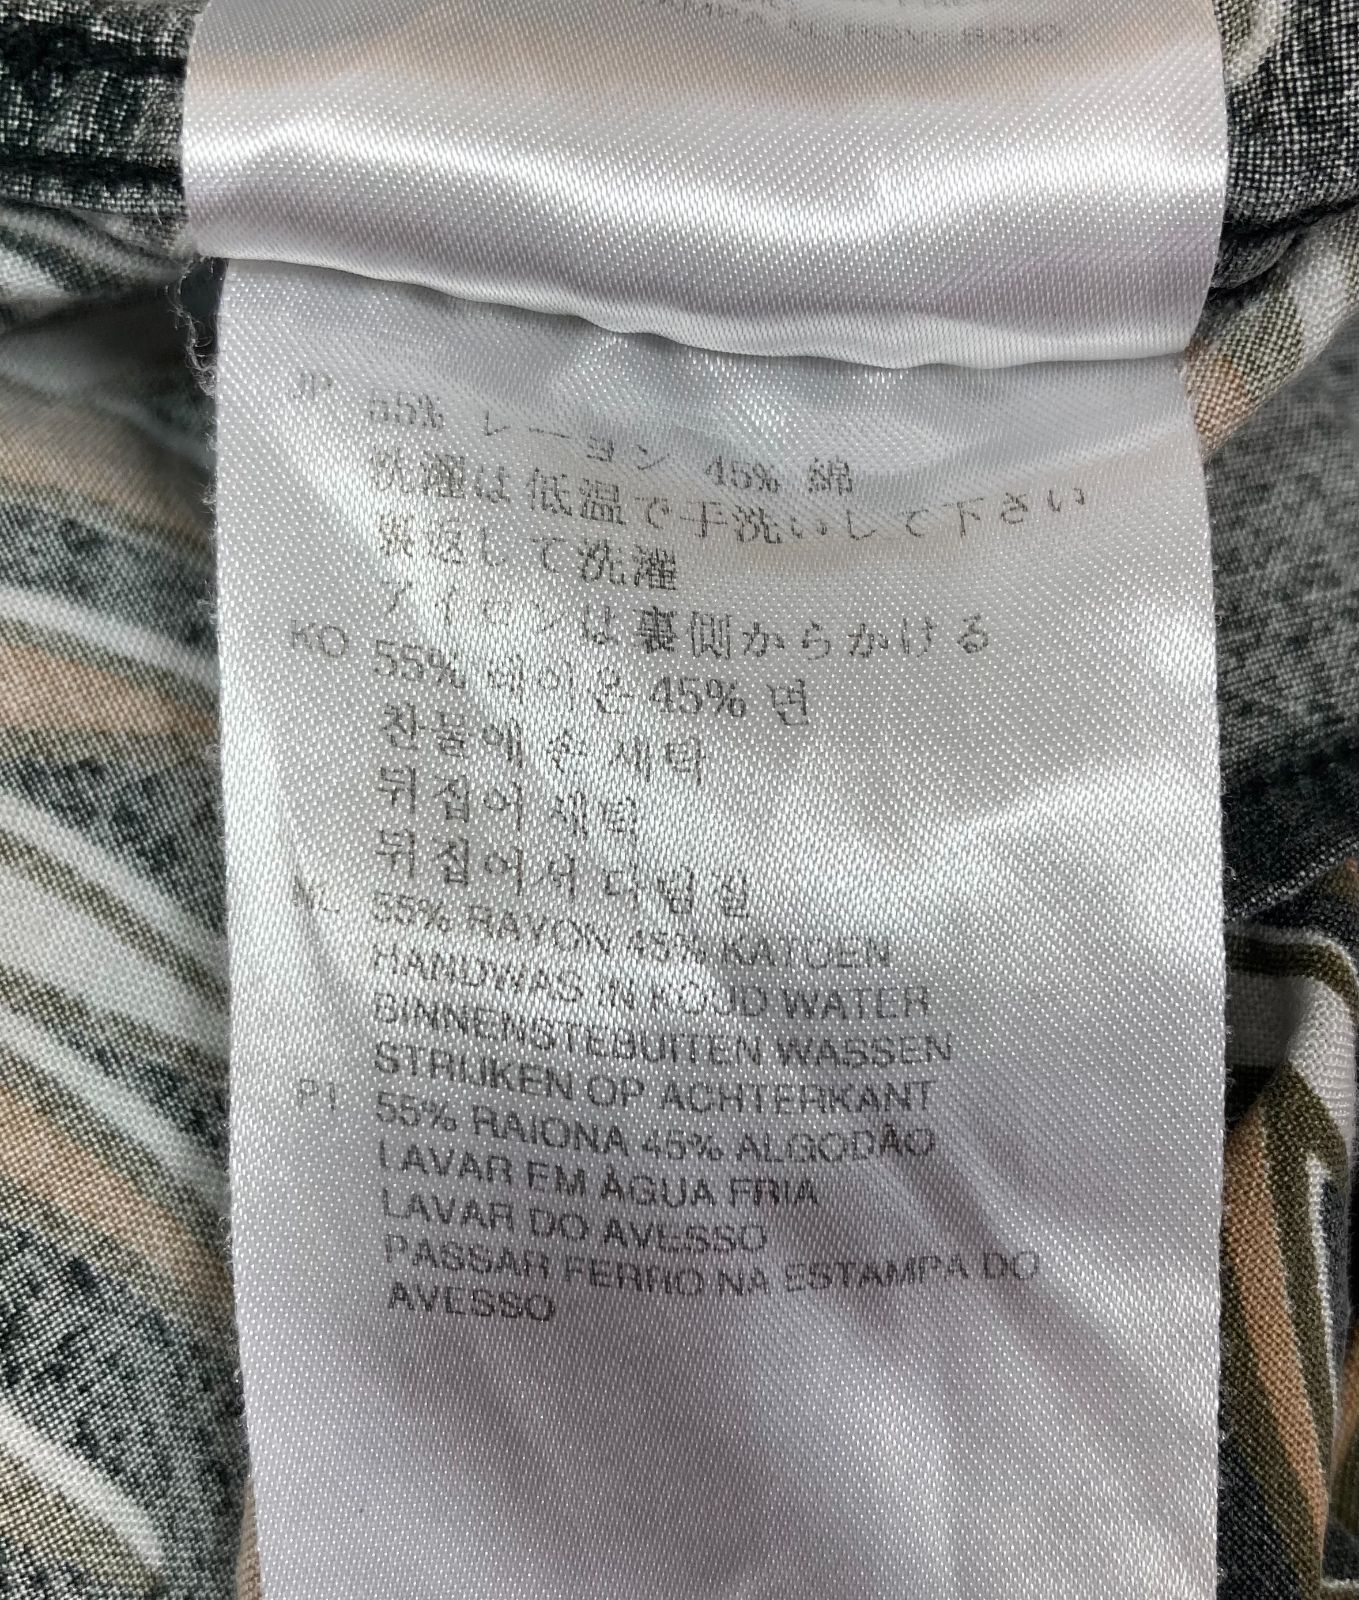 JP 55% レーヨン 45% 綿
洗濯は低温で手洗いして下さい
裏返して洗濯
アイロンは裏側からかける
KO 55% 레이온 45% 면
찬물에 손 세탁
뒤집어 세탁
뒤집어서 다림질
NL 55% RAYON 45% KATOEN
HANDWAS IN KOUD WATER
BINNENSTEBUITEN WASSEN
STRIJKEN OP ACHTERKANT
PT 55% RAIONA 45% ALGODÃO
LAVAR EM ÁGUA FRIA
LAVAR DO AVESSO
PASSAR FERRO NA ESTAMPA DO
AVESSO